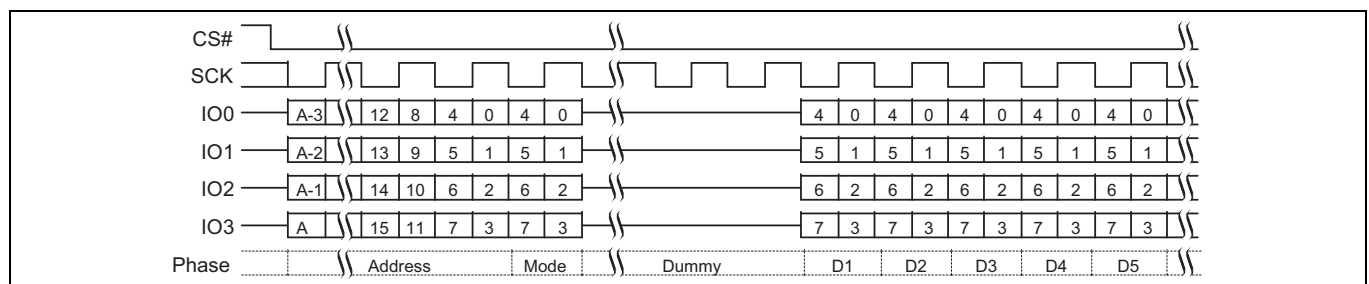 CS#
SCK
IO0 A-3 12 8 4 0 4 0 4 0 4 0 4 0 4 0 4 0
IO1 A-2 13 9 5 1 5 1 5 1 5 1 5 1 5 1 5 1
IO2 A-1 14 10 6 2 6 2 6 2 6 2 6 2 6 2 6 2
IO3 A 15 11 7 3 7 3 7 3 7 3 7 3 7 3 7 3
Phase Address Mode Dummy D1 D2 D3 D4 D5